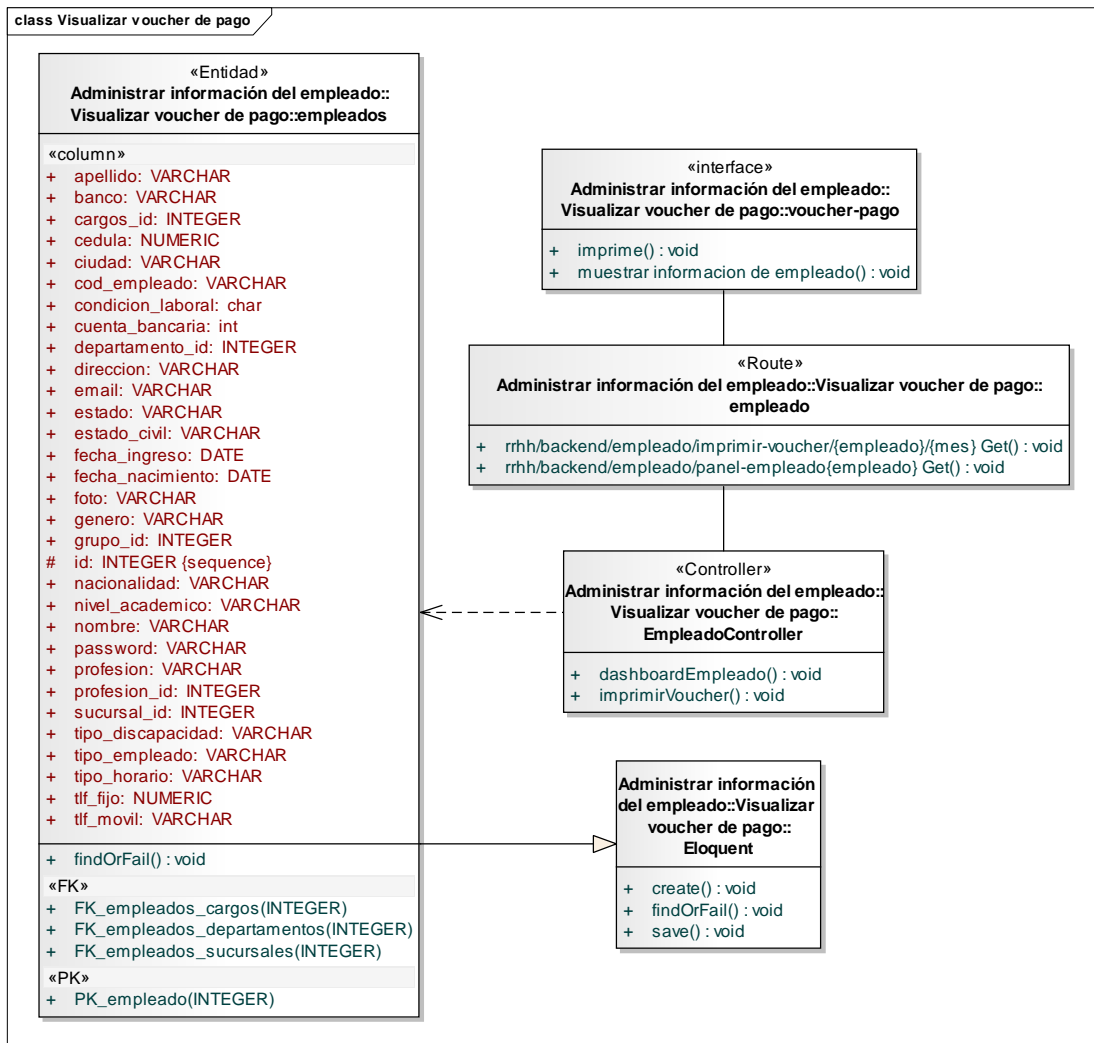 class Visualizar voucher de pago
«Entidad»
Administrar información del empleado::
Visualizar voucher de pago::empleados
«column»
+ apellido: VARCHAR
+ banco: VARCHAR
+ cargos_id: INTEGER
+ cedula: NUMERIC
+ ciudad: VARCHAR
+ cod_empleado: VARCHAR
+ condicion_laboral: char
+ cuenta_bancaria: int
+ departamento_id: INTEGER
+ direccion: VARCHAR
+ email: VARCHAR
+ estado: VARCHAR
+ estado_civil: VARCHAR
+ fecha_ingreso: DATE
+ fecha_nacimiento: DATE
+ foto: VARCHAR
+ genero: VARCHAR
+ grupo_id: INTEGER
# id: INTEGER {sequence}
+ nacionalidad: VARCHAR
+ nivel_academico: VARCHAR
+ nombre: VARCHAR
+ password: VARCHAR
+ profesion: VARCHAR
+ profesion_id: INTEGER
+ sucursal_id: INTEGER
+ tipo_discapacidad: VARCHAR
+ tipo_empleado: VARCHAR
+ tipo_horario: VARCHAR
+ tlf_fijo: NUMERIC
+ tlf_movil: VARCHAR
+ findOrFail() : void
«FK»
+ FK_empleados_cargos(INTEGER)
+ FK_empleados_departamentos(INTEGER)
+ FK_empleados_sucursales(INTEGER)
«PK»
+ PK_empleado(INTEGER)
«interface»
Administrar información del empleado::
Visualizar voucher de pago::voucher-pago
+ imprime() : void
+ muestrar informacion de empleado() : void
«Route»
Administrar información del empleado::Visualizar voucher de pago::
empleado
+ rrhh/backend/empleado/imprimir-voucher/{empleado}/{mes} Get() : void
+ rrhh/backend/empleado/panel-empleado{empleado} Get() : void
«Controller»
Administrar información del empleado::
Visualizar voucher de pago::
EmpleadoController
+ dashboardEmpleado() : void
+ imprimirVoucher() : void
Administrar información
del empleado::Visualizar
voucher de pago::
Eloquent
+ create() : void
+ findOrFail() : void
+ save() : void